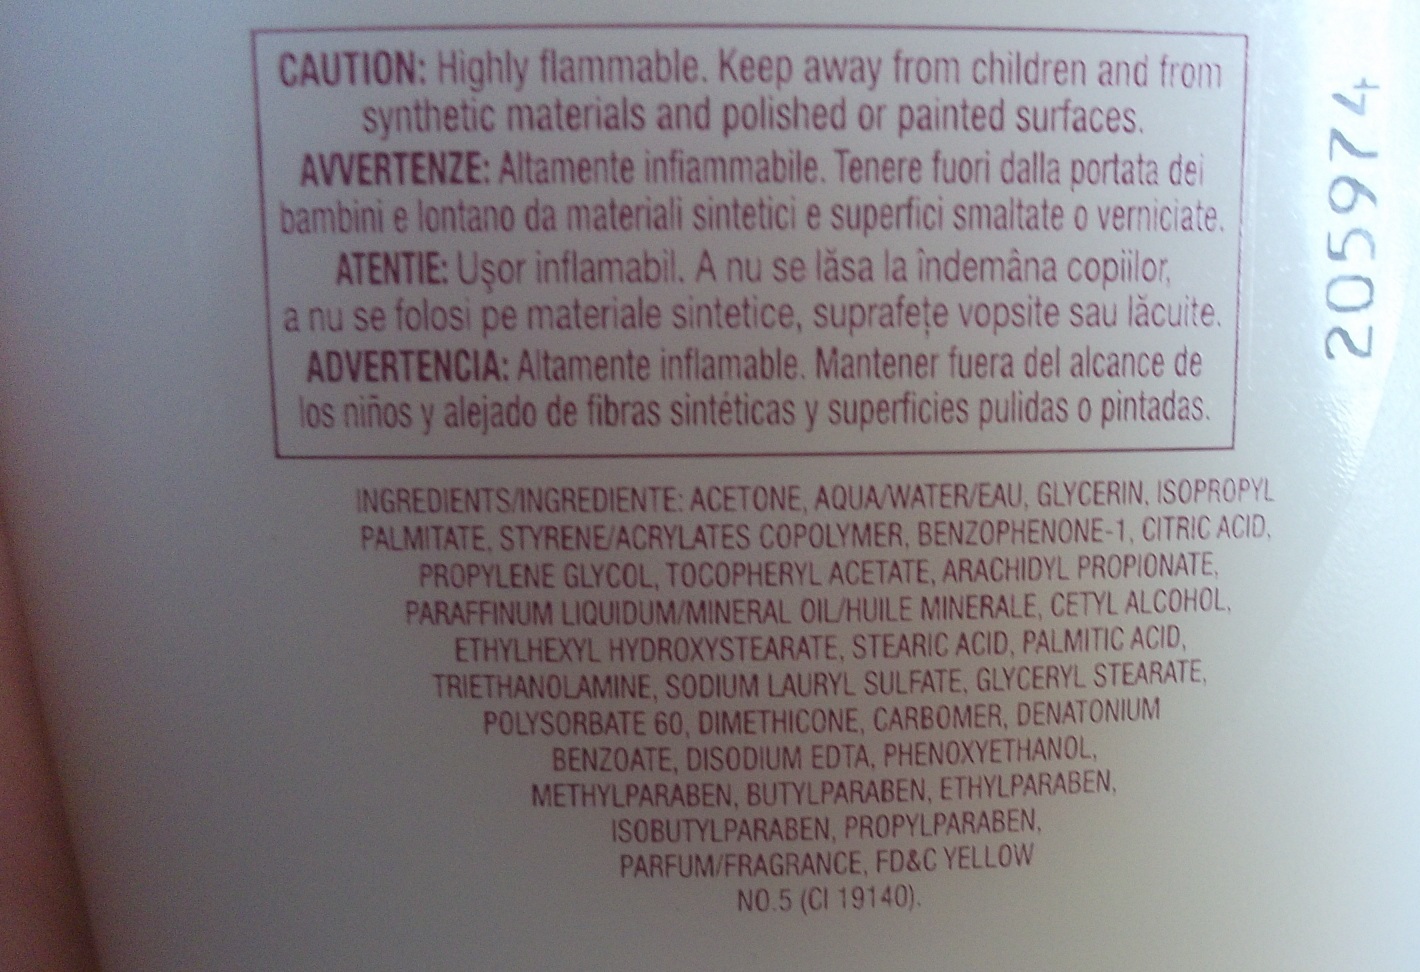 CAUTION: Highly flammable. Keep away from children and from
synthetic materials and polished or painted surfaces.
AVVERTENZE: Altamente infiammabile. Tenere fuori dalla portata dei
bambini e lontano da materiali sintetici e superfici smaltate o verniciate.
ATENTIE: Uşor inflamabil. A nu se lăsa la îndemâna copiilor,
a nu se folosi pe materiale sintetice, suprafeţe vopsite sau lăcuite.
ADVERTENCIA: Altamente inflamable. Mantener fuera del alcance de
los niños y alejado de fibras sintéticas y superficies pulidas o pintadas.
INGREDIENTS/INGREDIENTE: ACETONE, AQUA/WATER/EAU, GLYCERIN, ISOPROPYL
PALMITATE, STYRENE/ACRYLATES COPOLYMER, BENZOPHENONE-1, CITRIC ACID,
PROPYLENE GLYCOL, TOCOPHERYL ACETATE, ARACHIDYL PROPIONATE,
PARAFFINUM LIQUIDUM/MINERAL OIL/HUILE MINERALE, CETYL ALCOHOL,
ETHYLHEXYL HYDROXYSTEARATE, STEARIC ACID, PALMITIC ACID,
TRIETHANOLAMINE, SODIUM LAURYL SULFATE, GLYCERYL STEARATE,
POLYSORBATE 60, DIMETHICONE, CARBOMER, DENATONIUM
BENZOATE, DISODIUM EDTA, PHENOXYETHANOL,
METHYLPARABEN, BUTYLPARABEN, ETHYLPARABEN,
ISOBUTYLPARABEN, PROPYLPARABEN,
PARFUM/FRAGRANCE, FD&C YELLOW
NO.5 (CI 19140).
205974